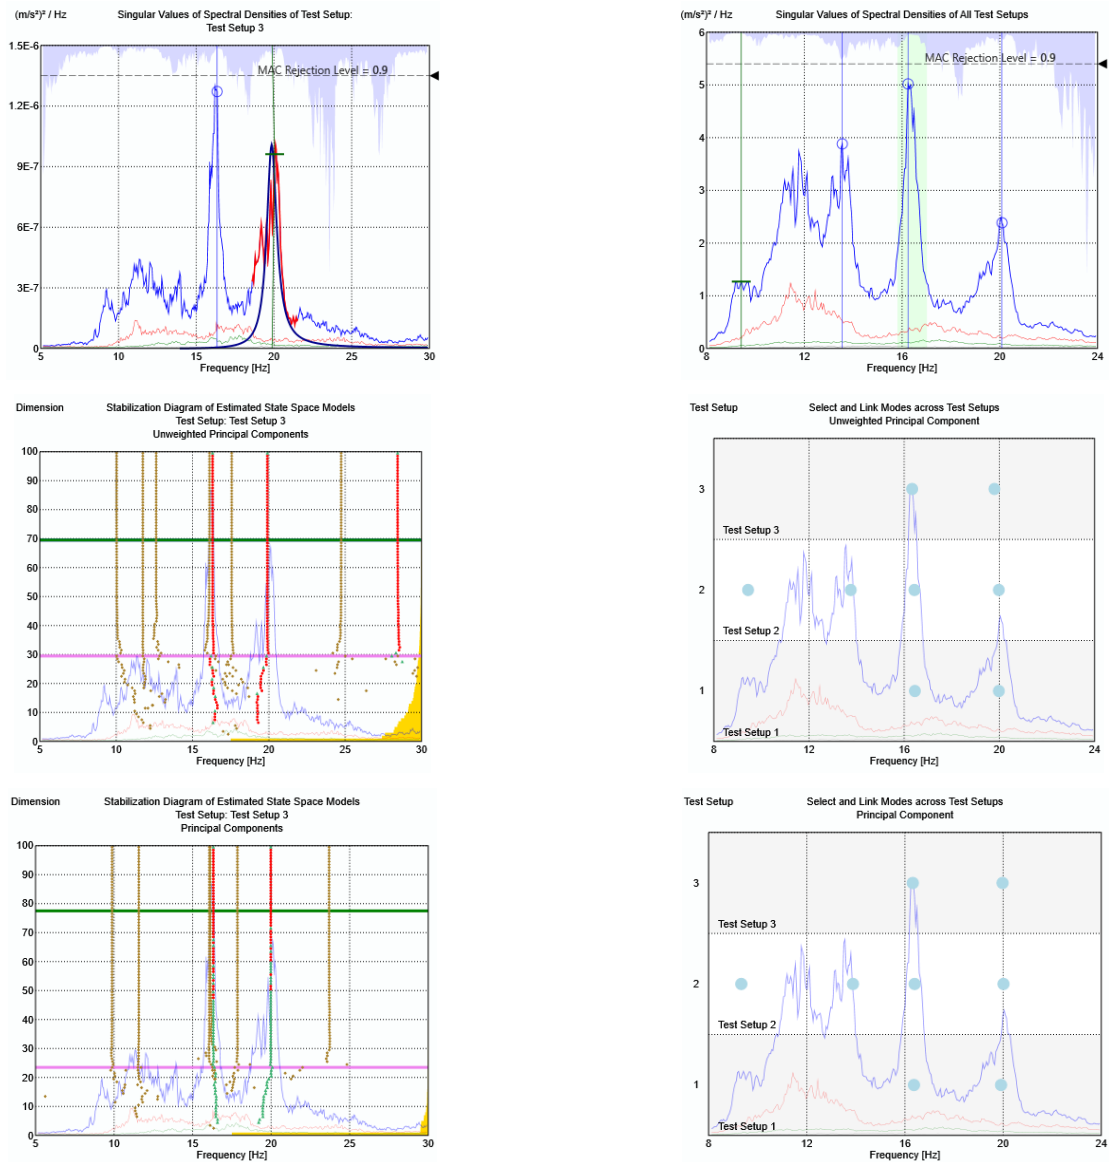 (m/s²)² / Hz
Singular Values of Spectral Densities of Test Setup:
Test Setup 3
1.5E-6
MAC Rejection Level = 0.9
1.2E-6
9E-7
6E-7
3E-7
0
5 10 15 20 25 30
Frequency [Hz]
(m/s²)² / Hz
Singular Values of Spectral Densities of All Test Setups
6
MAC Rejection Level = 0.9
5
4
3
2
1
0
8 12 16 20 24
Frequency [Hz]
Dimension
Stabilization Diagram of Estimated State Space Models
Test Setup: Test Setup 3
Unweighted Principal Components
100
90
80
70
60
50
40
30
20
10
0
5 10 15 20 25 30
Frequency [Hz]
Test Setup
Select and Link Modes across Test Setups
Unweighted Principal Component
3
Test Setup 3
2
Test Setup 2
1
Test Setup 1
8 12 16 20 24
Frequency [Hz]
Dimension
Stabilization Diagram of Estimated State Space Models
Test Setup: Test Setup 3
Principal Components
100
90
80
70
60
50
40
30
20
10
0
5 10 15 20 25 30
Frequency [Hz]
Test Setup
Select and Link Modes across Test Setups
Principal Component
3
Test Setup 3
2
Test Setup 2
1
Test Setup 1
8 12 16 20 24
Frequency [Hz]